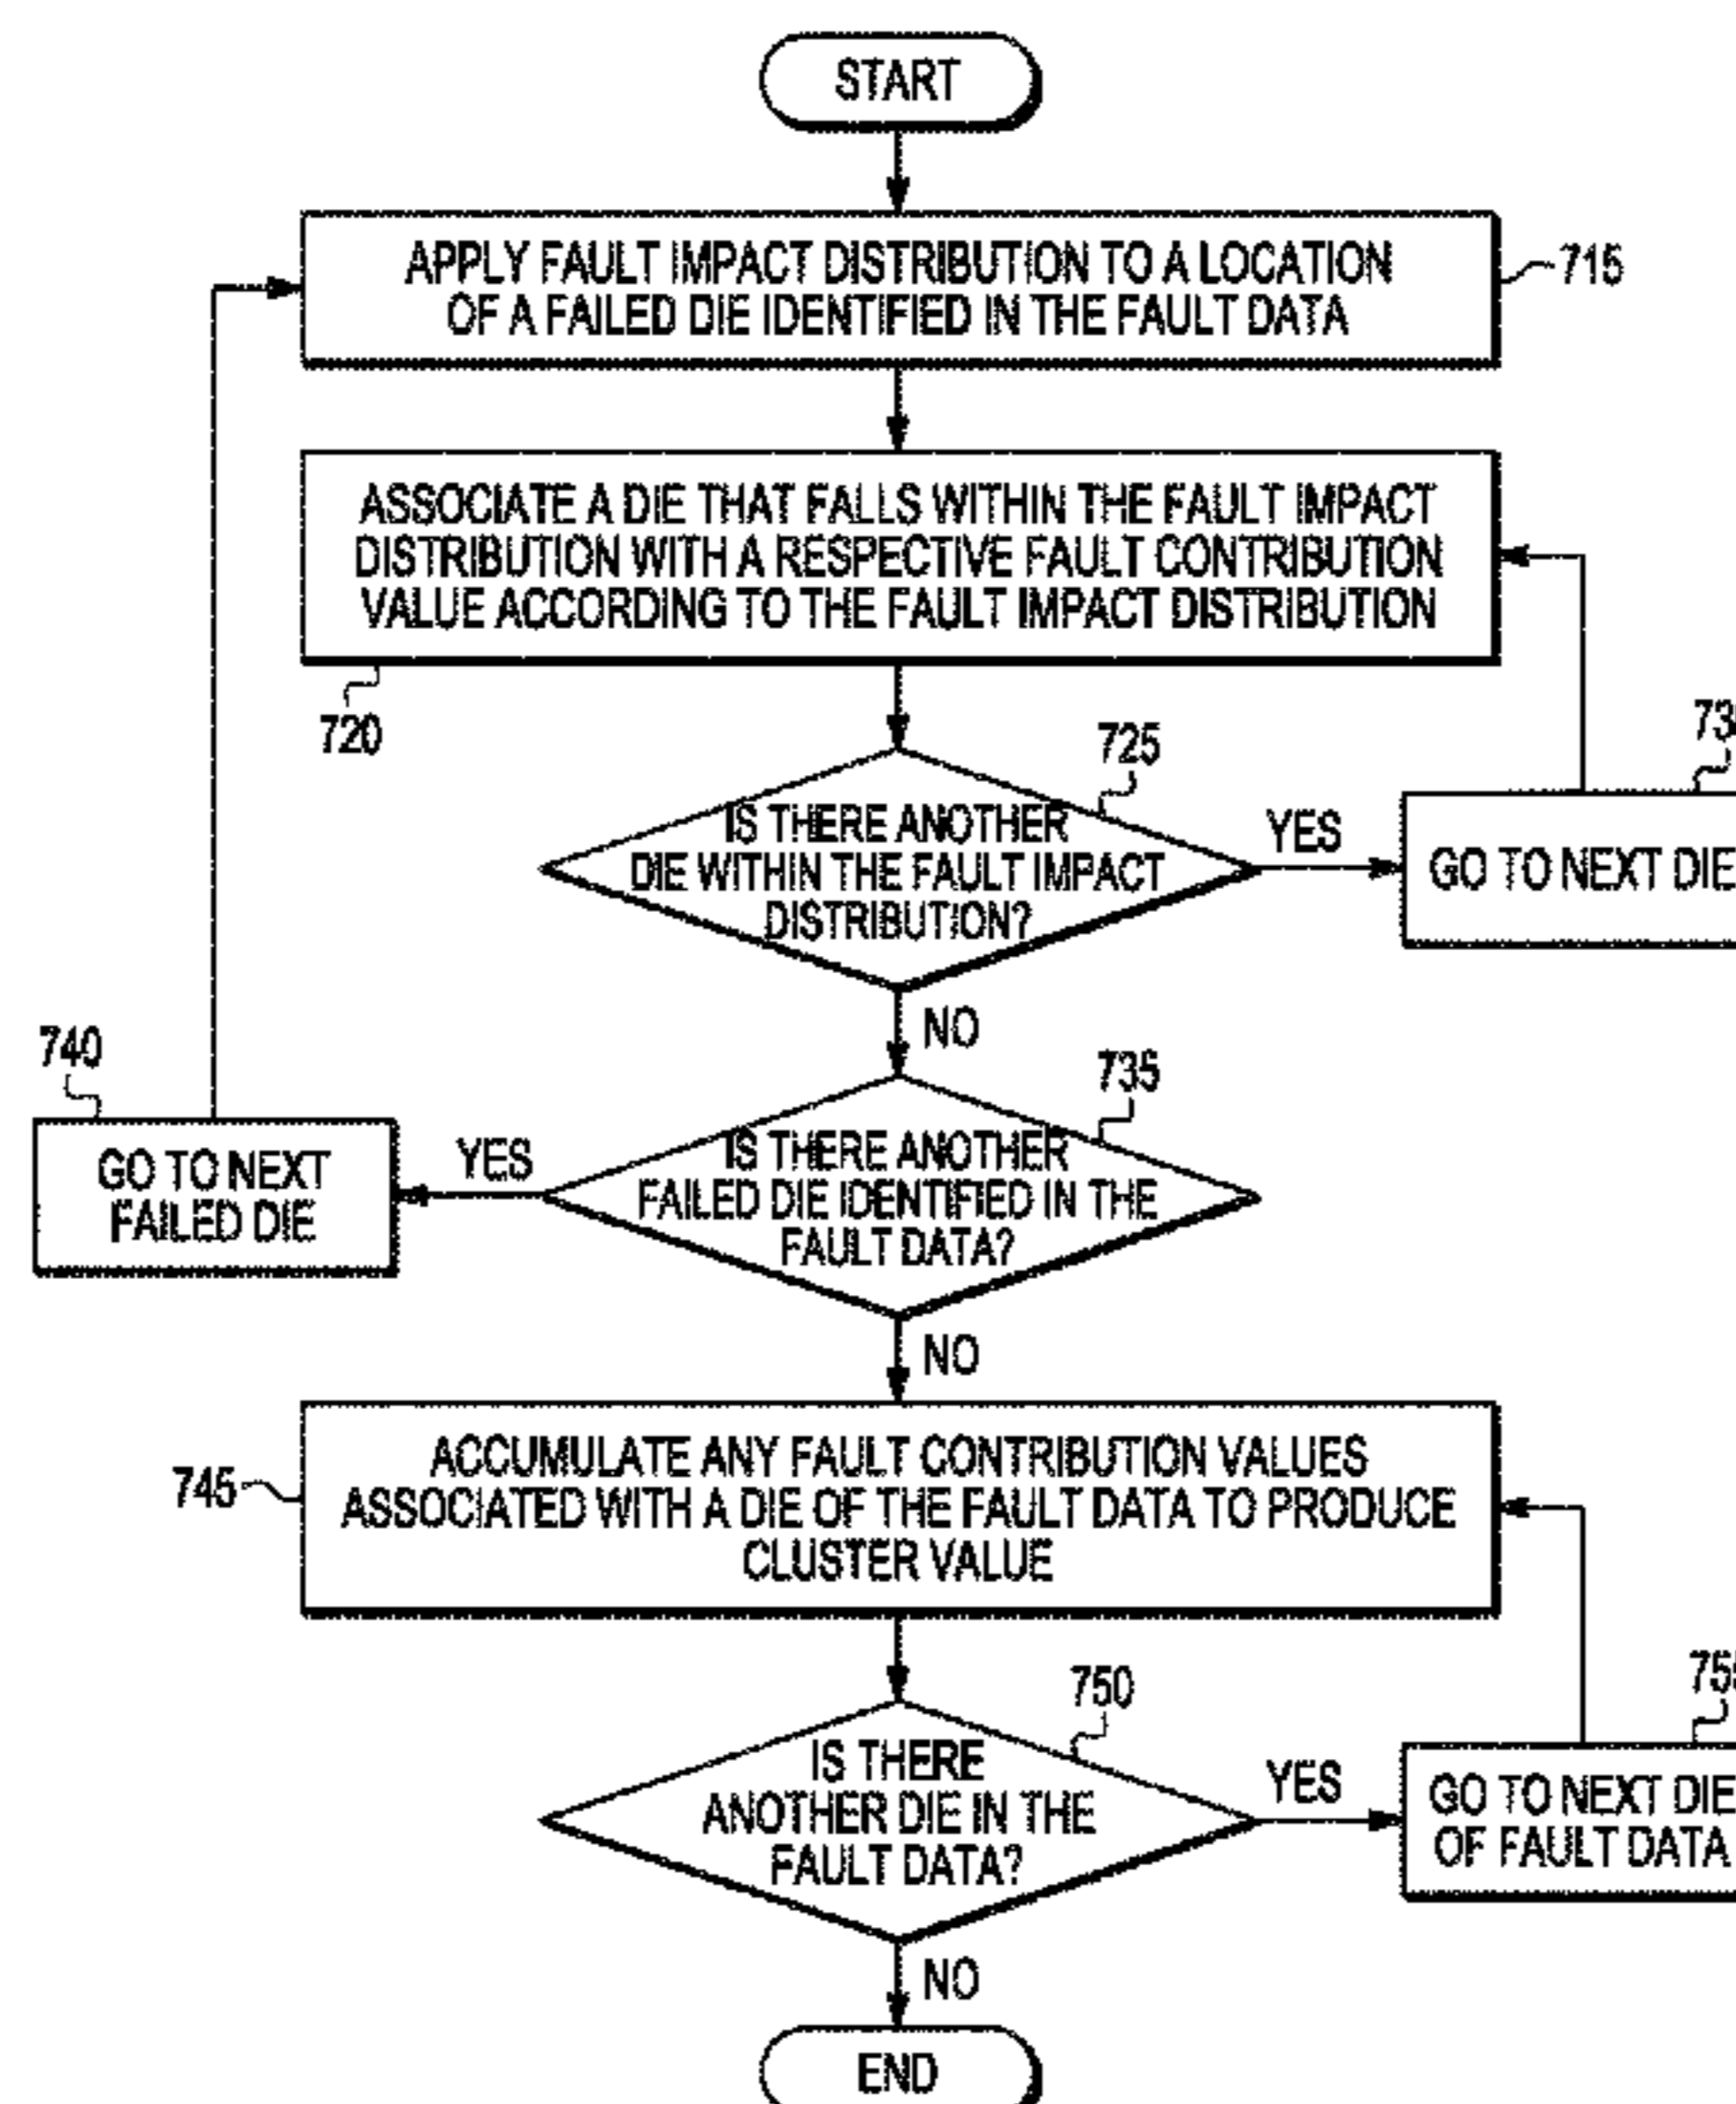 START
APPLY FAULT IMPACT DISTRIBUTION TO A LOCATION
OF A FAILED DIE IDENTIFIED IN THE FAULT DATA
715
ASSOCIATE A DIE THAT FALLS WITHIN THE FAULT IMPACT
DISTRIBUTION WITH A RESPECTIVE FAULT CONTRIBUTION
VALUE ACCORDING TO THE FAULT IMPACT DISTRIBUTION
720
725
IS THERE ANOTHER
DIE WITHIN THE FAULT IMPACT
DISTRIBUTION?
YES
GO TO NEXT DIE
NO
740
735
GO TO NEXT
FAILED DIE
YES
IS THERE ANOTHER
FAILED DIE IDENTIFIED IN THE
FAULT DATA?
NO
745
ACCUMULATE ANY FAULT CONTRIBUTION VALUES
ASSOCIATED WITH A DIE OF THE FAULT DATA TO PRODUCE
CLUSTER VALUE
750
755
IS THERE
ANOTHER DIE IN THE
FAULT DATA?
YES
GO TO NEXT DIE
OF FAULT DATA
NO
END